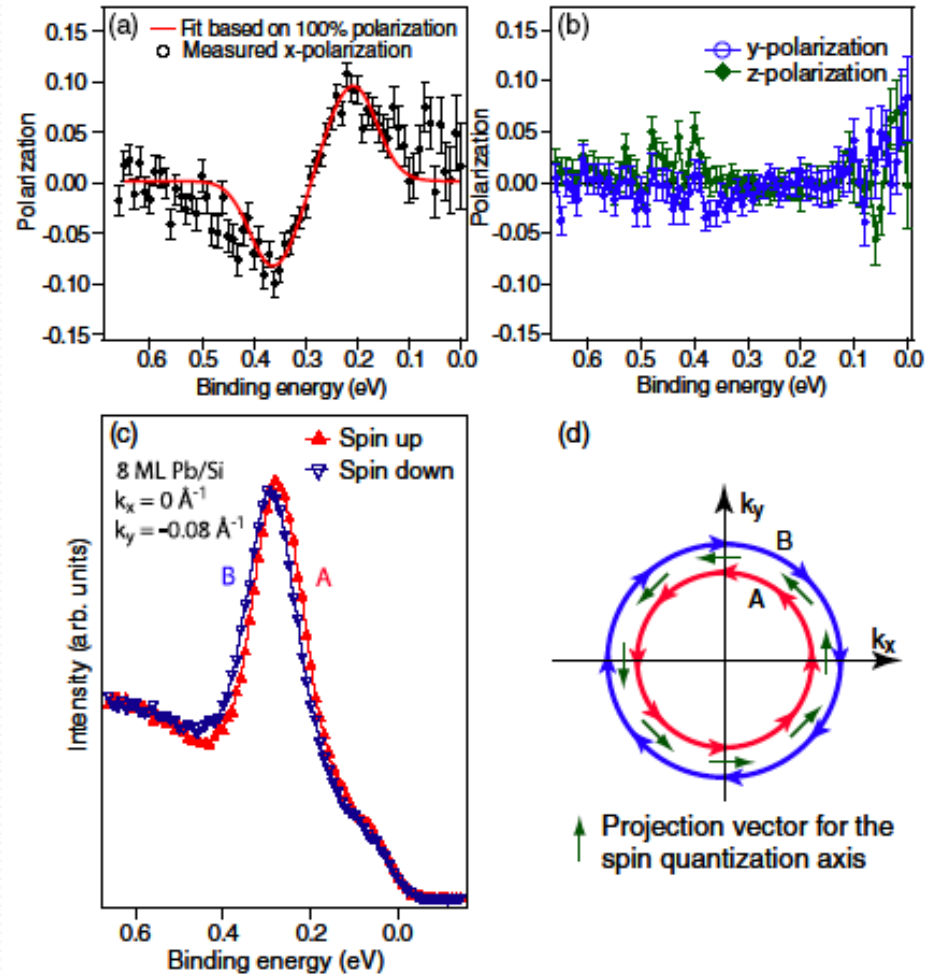 (a)
Fit based on 100% polarization
Measured x-polarization
0.15
0.10
0.05
0.00
-0.05
-0.10
-0.15
Polarization
0.6 0.5 0.4 0.3 0.2 0.1 0.0
Binding energy (eV)
(b)
y-polarization
z-polarization
0.15
0.10
0.05
0.00
-0.05
-0.10
-0.15
Polarization
0.6 0.5 0.4 0.3 0.2 0.1 0.0
Binding energy (eV)
(c)
Spin up
Spin down
8 ML Pb/Si
kx = 0 Å-1
ky = -0.08 Å-1
B A
Intensity (arb. units)
0.6 0.4 0.2 0.0
Binding energy (eV)
(d)
ky
B
A
kx
Projection vector for the
spin quantization axis